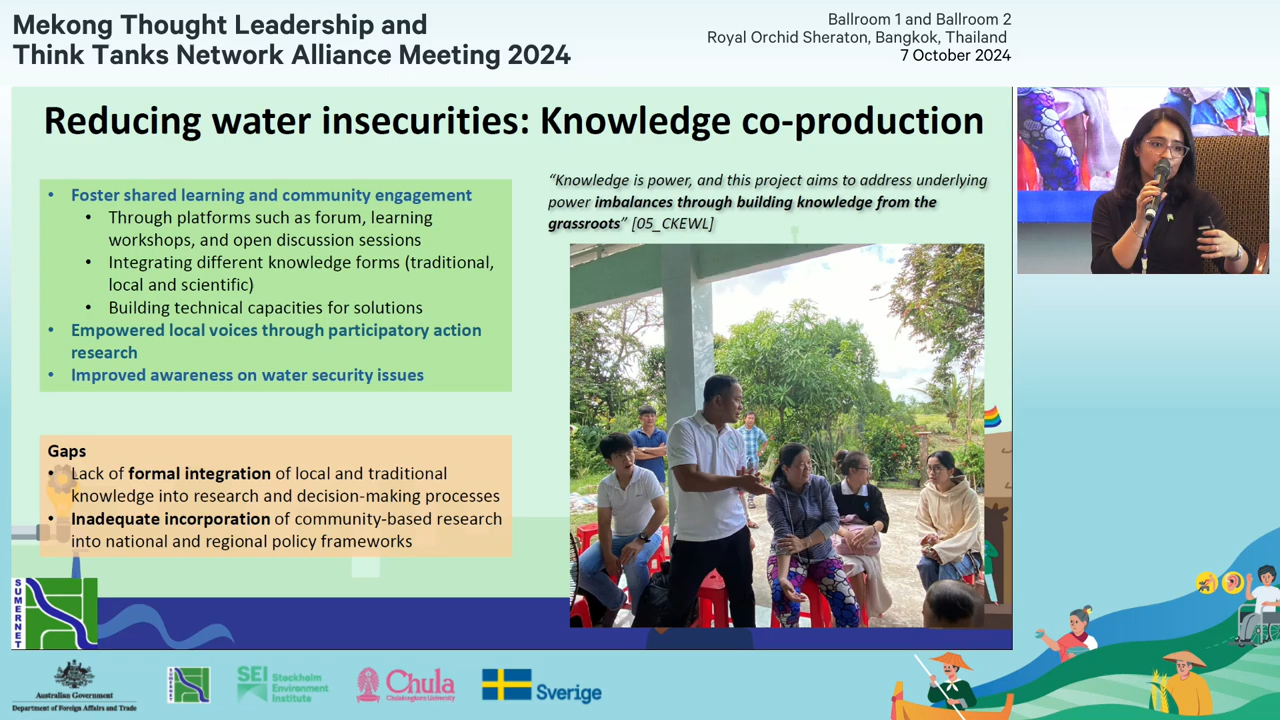 Mekong Thought Leadership and
Think Tanks Network Alliance Meeting 2024
Ballroom 1 and Ballroom 2
Royal Orchid Sheraton, Bangkok, Thailand
7 October 2024
Reducing water insecurities: Knowledge co-production
• Foster shared learning and community engagement
• Through platforms such as forum, learning
workshops, and open discussion sessions
• Integrating different knowledge forms (traditional,
local and scientific)
• Building technical capacities for solutions
• Empowered local voices through participatory action
research
• Improved awareness on water security issues
“Knowledge is power, and this project aims to address underlying
power imbalances through building knowledge from the
grassroots” [05_CKEWL]
Gaps
• Lack of formal integration of local and traditional
knowledge into research and decision-making processes
• Inadequate incorporation of community-based research
into national and regional policy frameworks
SUMERNET
Australian Government
Department of Foreign Affairs and Trade
SUMERNET
SEI Stockholm
Environment
Institute
Chula
Chulalongkorn University
Sverige